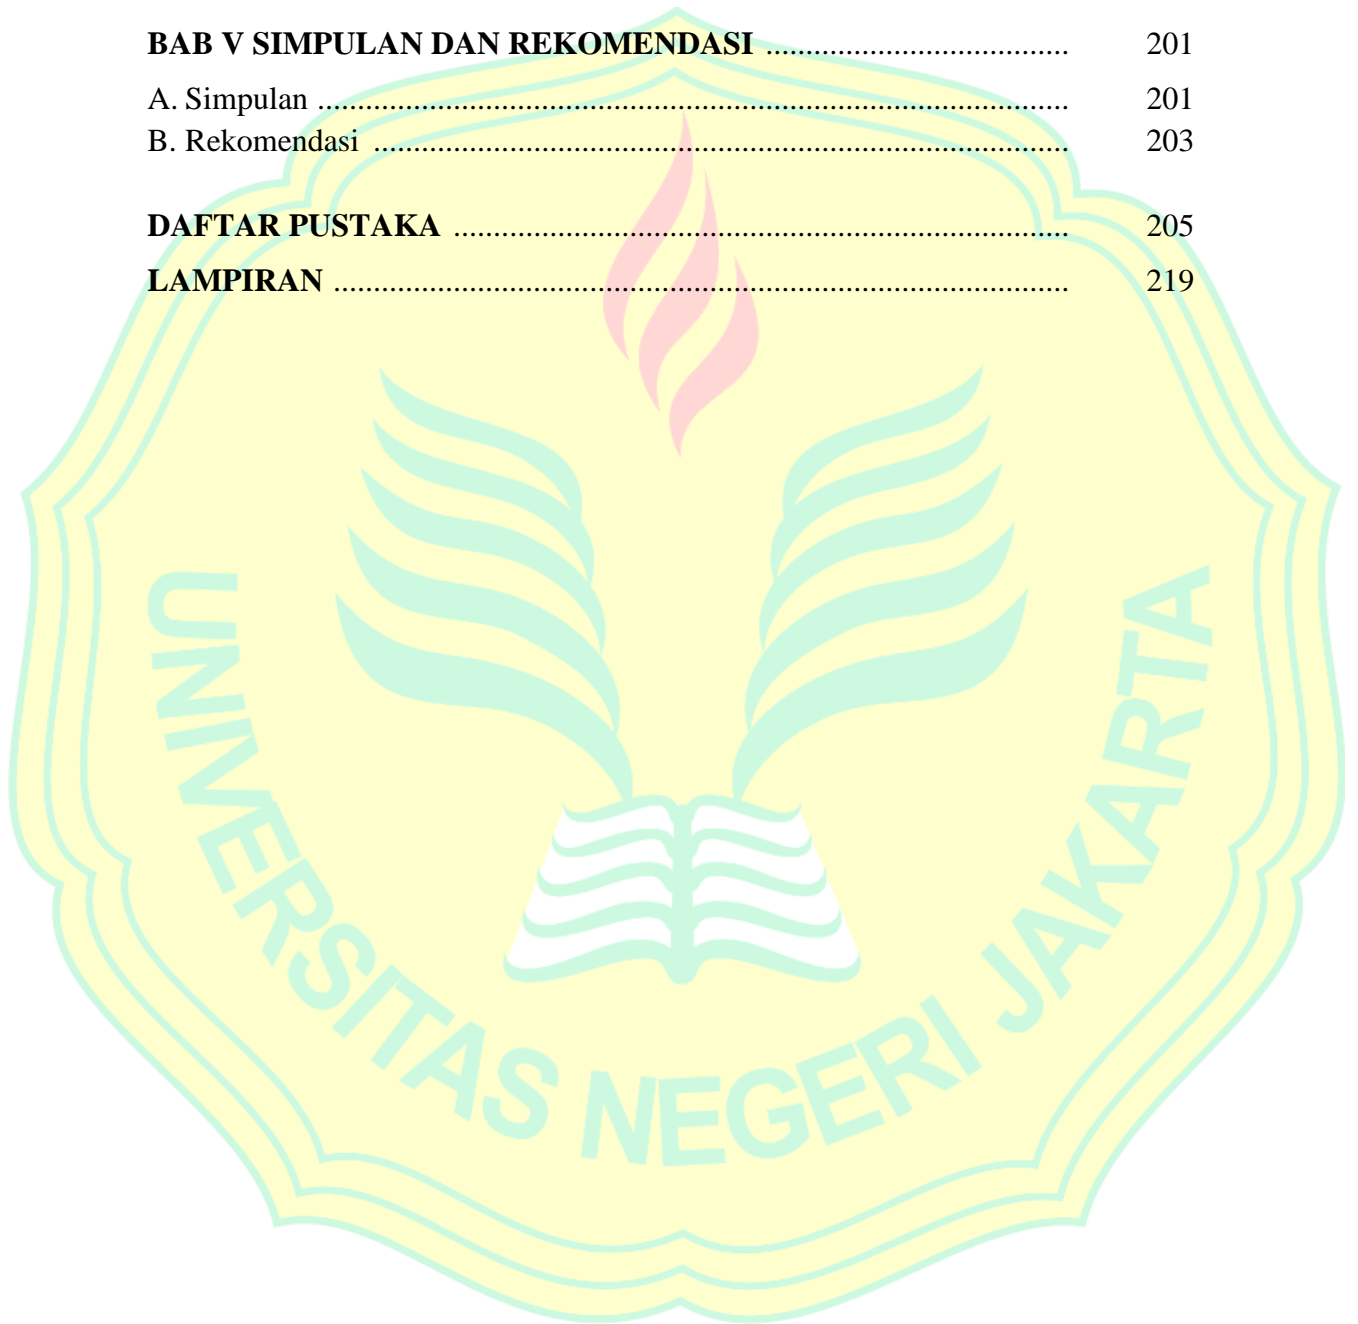 BAB V SIMPULAN DAN REKOMENDASI ...................................... 201
A. Simpulan ............................................................................................... 201
B. Rekomendasi ........................................................................................ 203
DAFTAR PUSTAKA .............................................................................. 205
LAMPIRAN ............................................................................................. 219
UNIVERSITAS NEGERI JAKARTA